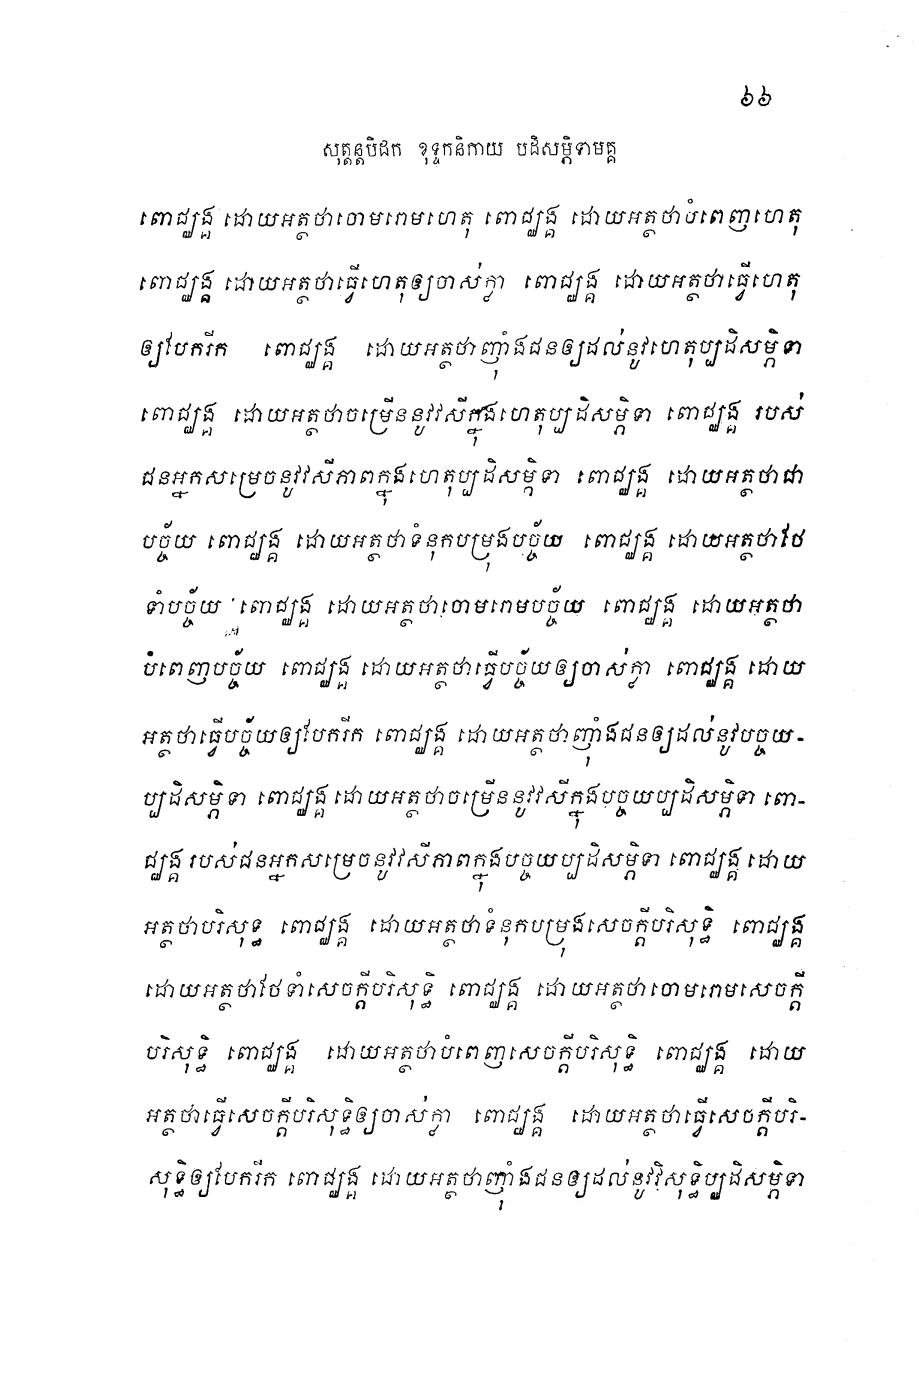 ៦៦
សុត្តន្តបិដក ខុទ្ទកនិកាយ បដិសម្ភិទាមគ្គ
ពោជ្ឈង្គ ដោយអត្ថថាចោមរោមហេតុ ពោជ្ឈង្គ ដោយអត្ថថាបំពេញហេតុ
ពោជ្ឈង្គ ដោយអត្ថថាធ្វើហេតុឲ្យចាស់ក្លា ពោជ្ឈង្គ ដោយអត្ថថាធ្វើហេតុ
ឲ្យបែករីក ពោជ្ឈង្គ ដោយអត្ថថាញុំាងជនឲ្យដល់នូវហេតុប្បដិសម្ភិទា
ពោជ្ឈង្គ ដោយអត្ថថាចម្រើននូវវសីក្នុងហេតុប្បដិសម្ភិទា ពោជ្ឈង្គ របស់
ជនអ្នកសម្រេចនូវវសីភាពក្នុងហេតុប្បដិសម្ភិទា ពោជ្ឈង្គ ដោយអត្ថថាជា
បច្ច័យ ពោជ្ឈង្គ ដោយអត្ថថាទំនុកបម្រុងបច្ច័យ ពោជ្ឈង្គ ដោយអត្ថថាថែ
ទាំបច្ច័យ ពោជ្ឈង្គ ដោយអត្ថថាចោមរោមបច្ច័យ ពោជ្ឈង្គ ដោយអត្ថថា
បំពេញបច្ច័យ ពោជ្ឈង្គ ដោយអត្ថថាធ្វើបច្ច័យឲ្យចាស់ក្លា ពោជ្ឈង្គ ដោយ
អត្ថថាធ្វើបច្ច័យឲ្យបែករីក ពោជ្ឈង្គ ដោយអត្ថថាញុំាងជនឲ្យដល់នូវបច្ចយ-
ប្បដិសម្ភិទា ពោជ្ឈង្គ ដោយអត្ថថាចម្រើននូវវសីក្នុងបច្ចយប្បដិសម្ភិទា ពោ-
ជ្ឈង្គ របស់ជនអ្នកសម្រេចនូវវសីភាពក្នុងបច្ចយប្បដិសម្ភិទា ពោជ្ឈង្គ ដោយ
អត្ថថាបរិសុទ្ធ ពោជ្ឈង្គ ដោយអត្ថថាទំនុកបម្រុងសេចក្តីបរិសុទ្ធិ ពោជ្ឈង្គ
ដោយអត្ថថាថែទាំសេចក្តីបរិសុទ្ធិ ពោជ្ឈង្គ ដោយអត្ថថាចោមរោមសេចក្តី
បរិសុទ្ធិ ពោជ្ឈង្គ ដោយអត្ថថាបំពេញសេចក្តីបរិសុទ្ធិ ពោជ្ឈង្គ ដោយ
អត្ថថាធ្វើសេចក្តីបរិសុទ្ធិឲ្យចាស់ក្លា ពោជ្ឈង្គ ដោយអត្ថថាធ្វើសេចក្តីបរិ-
សុទ្ធិឲ្យបែករីក ពោជ្ឈង្គ ដោយអត្ថថាញុំាងជនឲ្យដល់នូវវិសុទ្ធិប្បដិសម្ភិទា